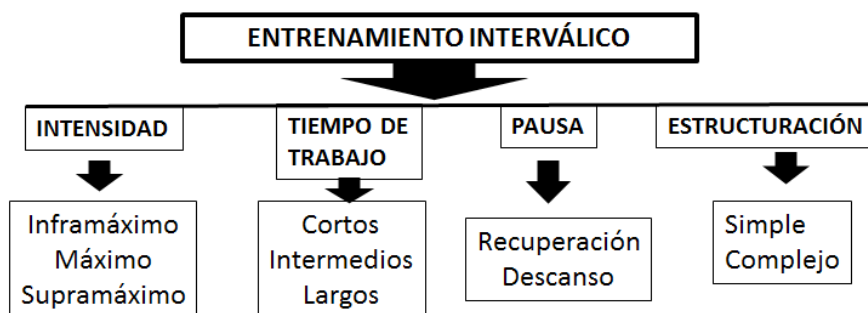 ENTRENAMIENTO INTERVÁLICO
INTENSIDAD
TIEMPO DE
TRABAJO
PAUSA
ESTRUCTURACIÓN
Inframáximo
Máximo
Supramáximo
Cortos
Intermedios
Largos
Recuperación
Descanso
Simple
Complejo